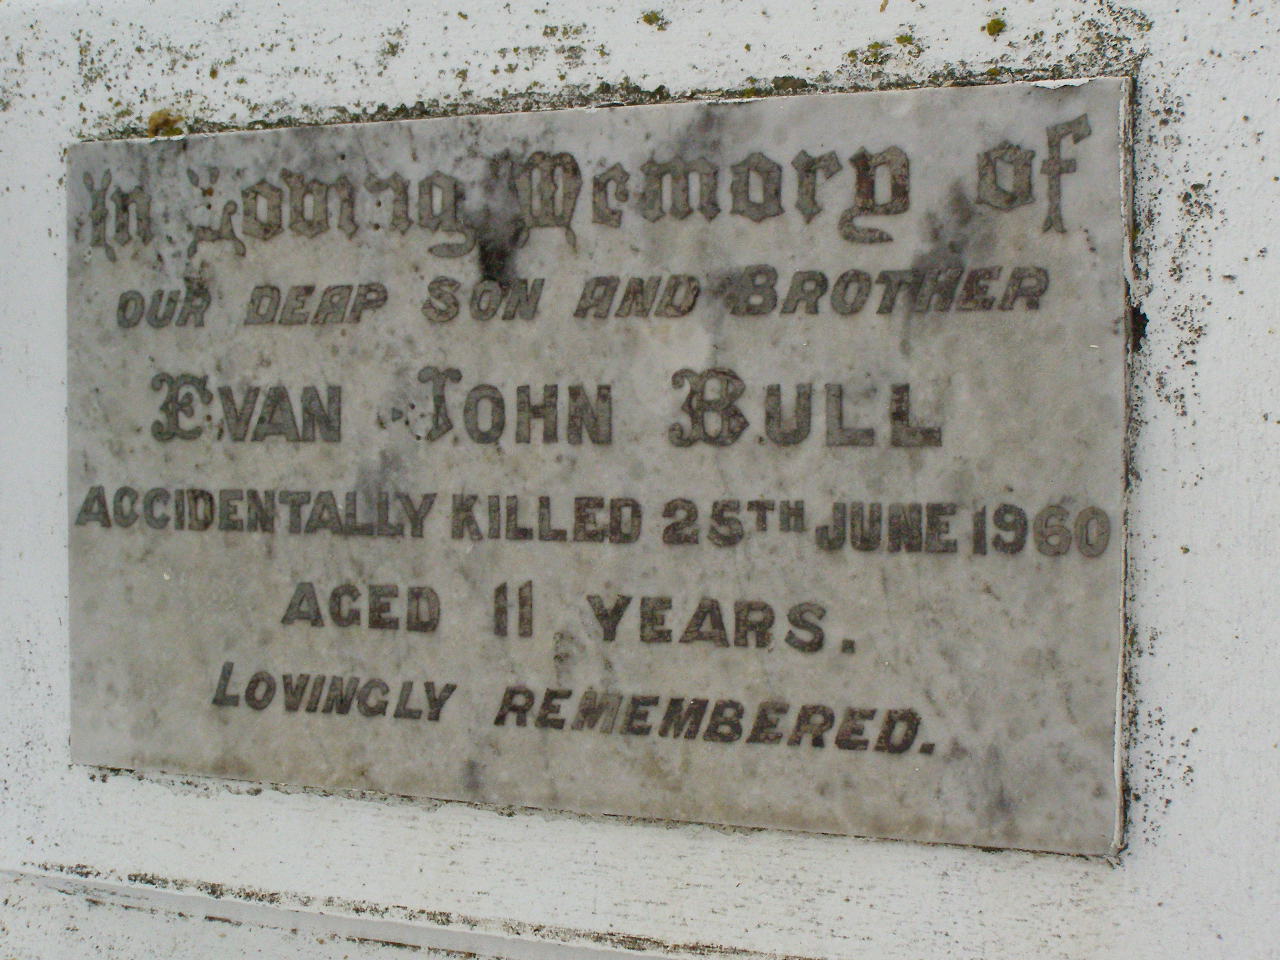 In Loving Memory of
OUR DEAR SON AND BROTHER
EVAN JOHN BULL
ACCIDENTALLY KILLED 25TH JUNE 1960
AGED 11 YEARS.
LOVINGLY REMEMBERED.